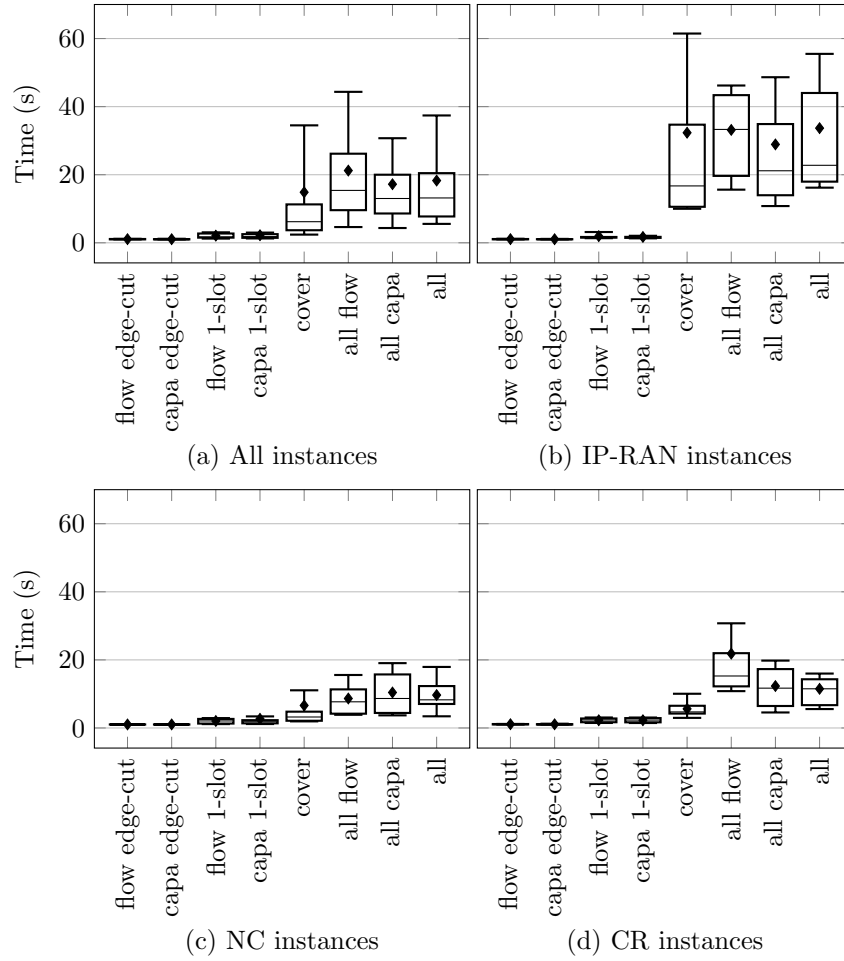 60
40
20
0
Time (s)
flow edge-cut
capa edge-cut
flow 1-slot
capa 1-slot
cover
all flow
all capa
all
(a) All instances
flow edge-cut
capa edge-cut
flow 1-slot
capa 1-slot
cover
all flow
all capa
all
(b) IP-RAN instances
60
40
20
0
Time (s)
flow edge-cut
capa edge-cut
flow 1-slot
capa 1-slot
cover
all flow
all capa
all
(c) NC instances
flow edge-cut
capa edge-cut
flow 1-slot
capa 1-slot
cover
all flow
all capa
all
(d) CR instances